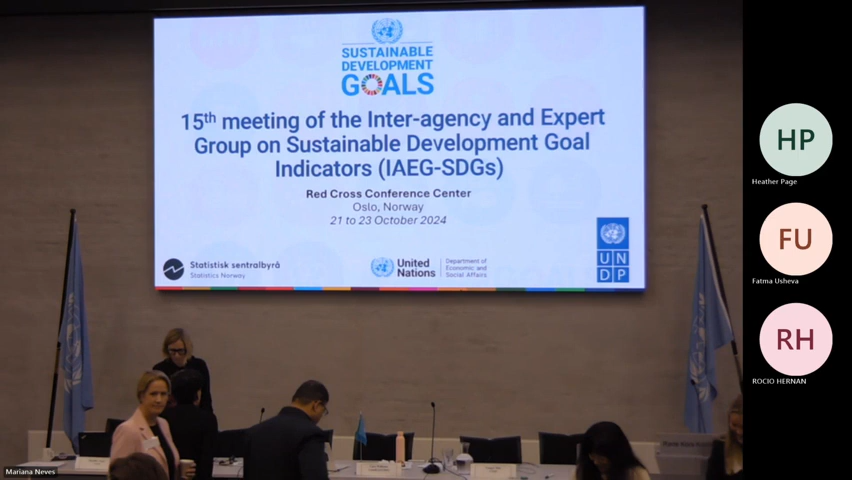 SUSTAINABLE
DEVELOPMENT
GOALS
15th meeting of the Inter-agency and Expert
Group on Sustainable Development Goal
Indicators (IAEG-SDGs)
Red Cross Conference Center
Oslo, Norway
21 to 23 October 2024
Statistisk sentralbyrå
Statistics Norway
United
Nations
Department of
Economic and
Social Affairs
U N
D P
HP
Heather Page
FU
Fatma Usheva
RH
ROCIO HERNAN
Mariana Neves